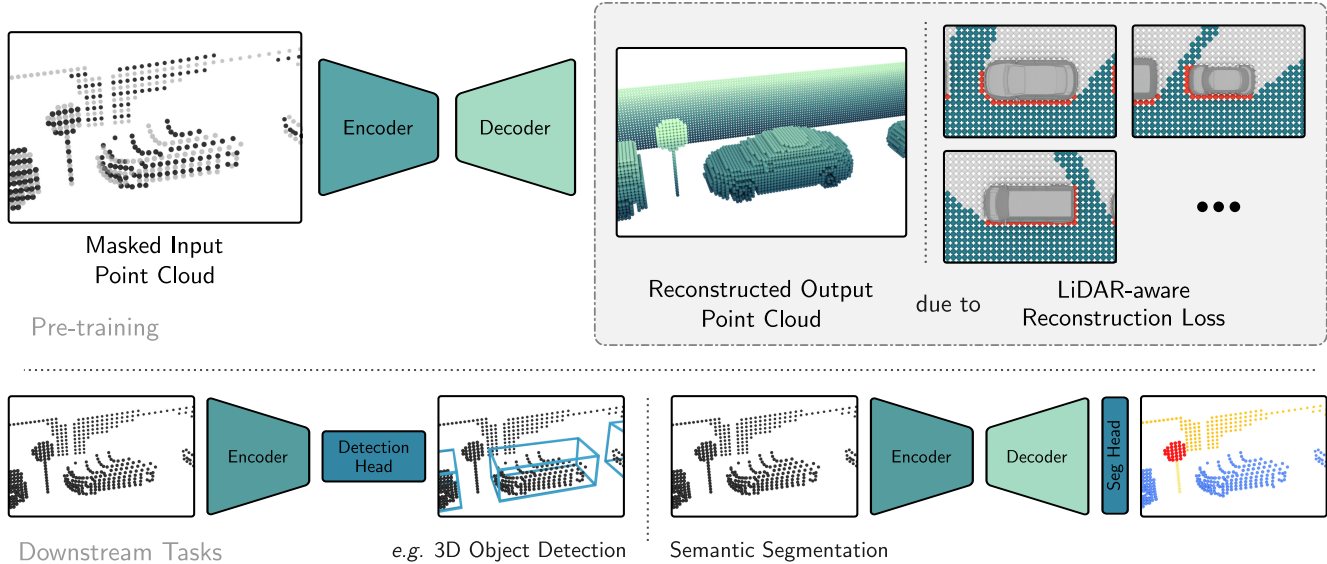 Encoder
Decoder
Masked Input
Point Cloud
Reconstructed Output
Point Cloud
due to
LiDAR-aware
Reconstruction Loss
Pre-training
Encoder
Detection
Head
Encoder
Decoder
Seg Head
Downstream Tasks
e.g. 3D Object Detection
Semantic Segmentation